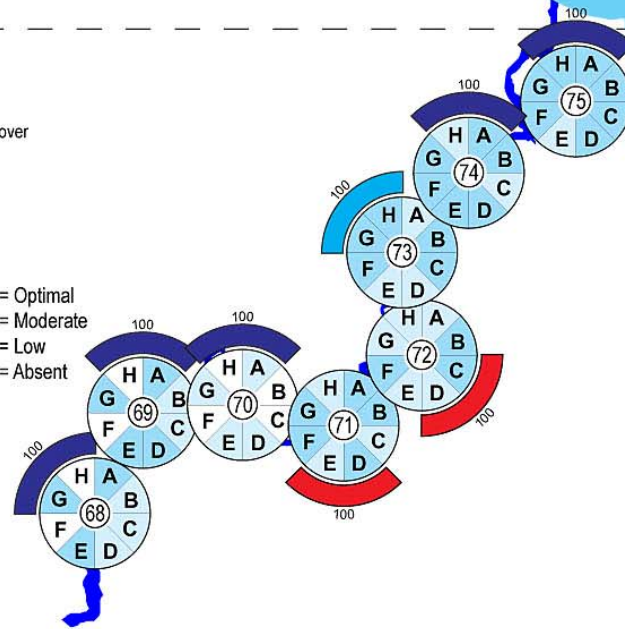 100
H A
G B
75
F C
E D
100
H A
G B
74
F C
E D
over
100
H A
G B
73
F C
E D
= Optimal
= Moderate
= Low
= Absent
H A
G B
72
F C
E D
100
100
H A
G B
69
F C
E D
100
H A
G B
70
F C
E D
H A
G B
71
F C
E D
100
100
H A
G B
68
F C
E D